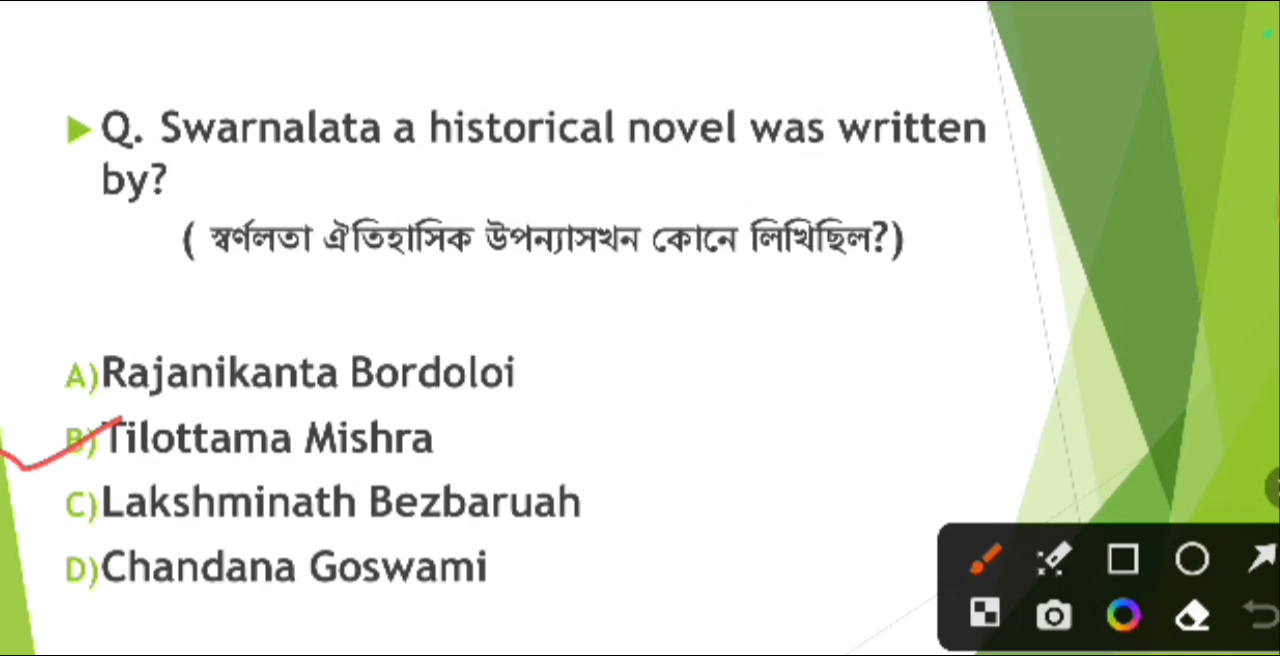 Q. Swarnalata a historical novel was written
by?
( স্বৰ্ণলতা ঐতিহাসিক উপন্যাসখন কোনে লিখিছিল?)
A)Rajanikanta Bordoloi
B)Tilottama Mishra
C)Lakshminath Bezbaruah
D)Chandana Goswami